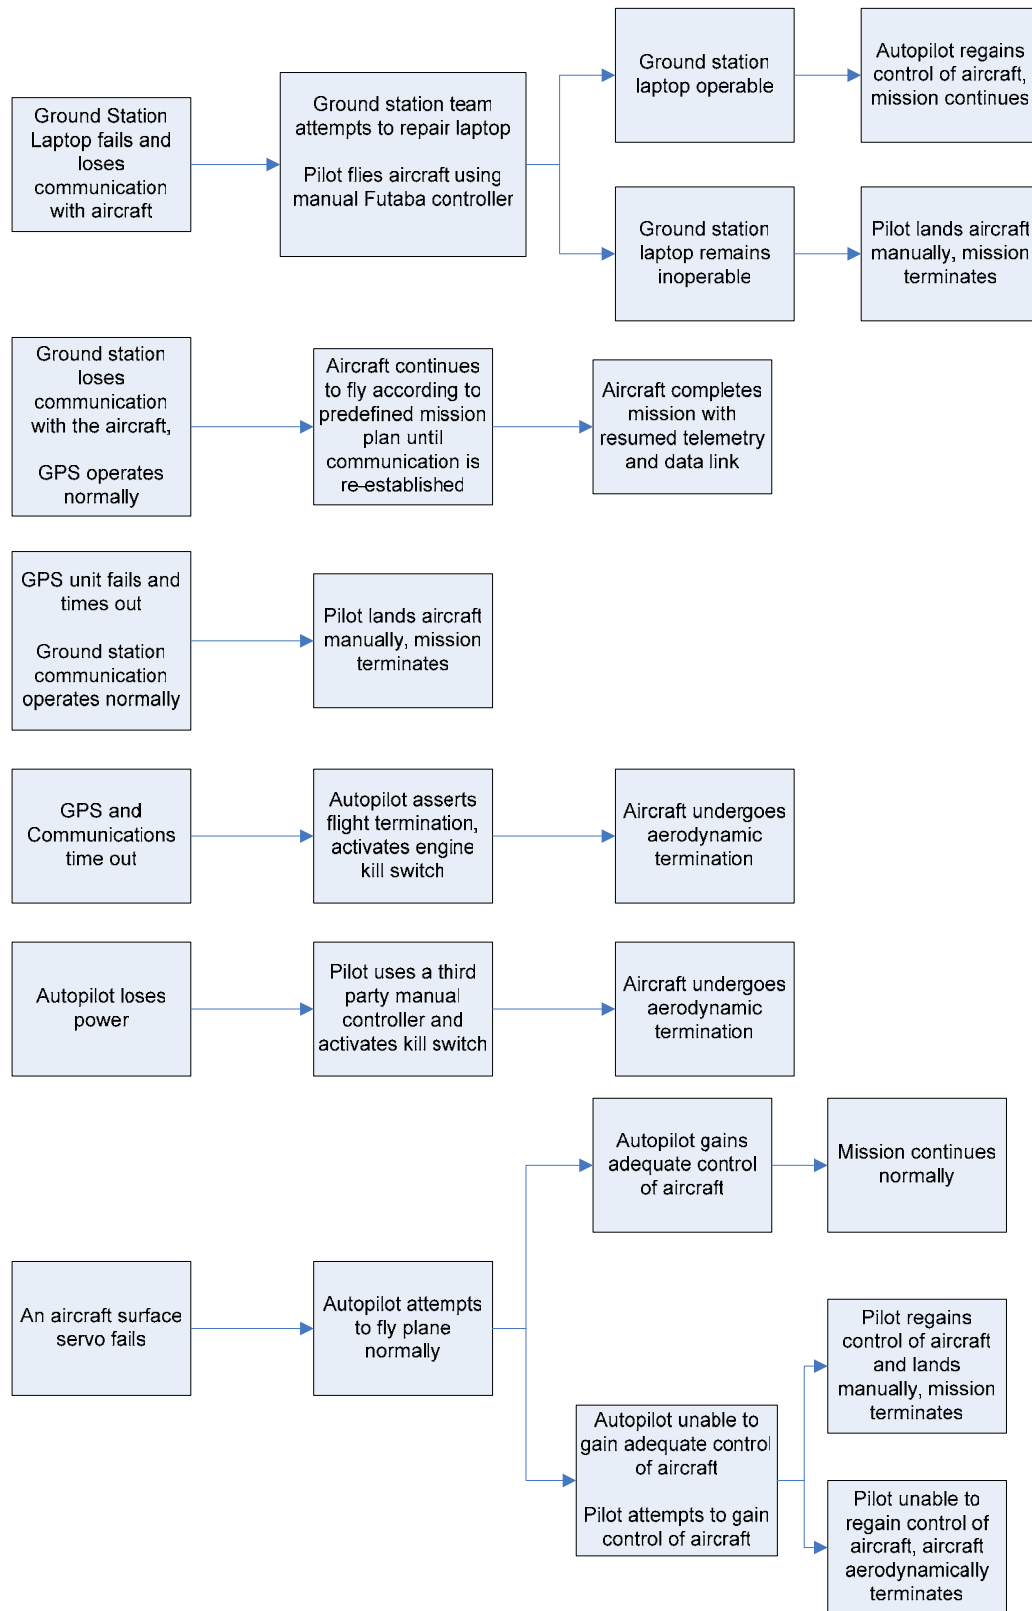 Ground Station
Laptop fails and
loses
communication
with aircraft
Ground station team
attempts to repair laptop
Pilot flies aircraft using
manual Futaba controller
Ground station
laptop operable
Autopilot regains
control of aircraft,
mission continues
Ground station
laptop remains
inoperable
Pilot lands aircraft
manually, mission
terminates
Ground station
loses
communication
with the aircraft,
GPS operates
normally
Aircraft continues
to fly according to
predefined mission
plan until
communication is
re-established
Aircraft completes
mission with
resumed telemetry
and data link
GPS unit fails and
times out
Ground station
communication
operates normally
Pilot lands aircraft
manually, mission
terminates
GPS and
Communications
time out
Autopilot asserts
flight termination,
activates engine
kill switch
Aircraft undergoes
aerodynamic
termination
Autopilot loses
power
Pilot uses a third
party manual
controller and
activates kill switch
Aircraft undergoes
aerodynamic
termination
An aircraft surface
servo fails
Autopilot attempts
to fly plane
normally
Autopilot gains
adequate control
of aircraft
Mission continues
normally
Autopilot unable to
gain adequate control
of aircraft
Pilot attempts to gain
control of aircraft
Pilot regains
control of aircraft
and lands
manually, mission
terminates
Pilot unable to
regain control of
aircraft, aircraft
aerodynamically
terminates